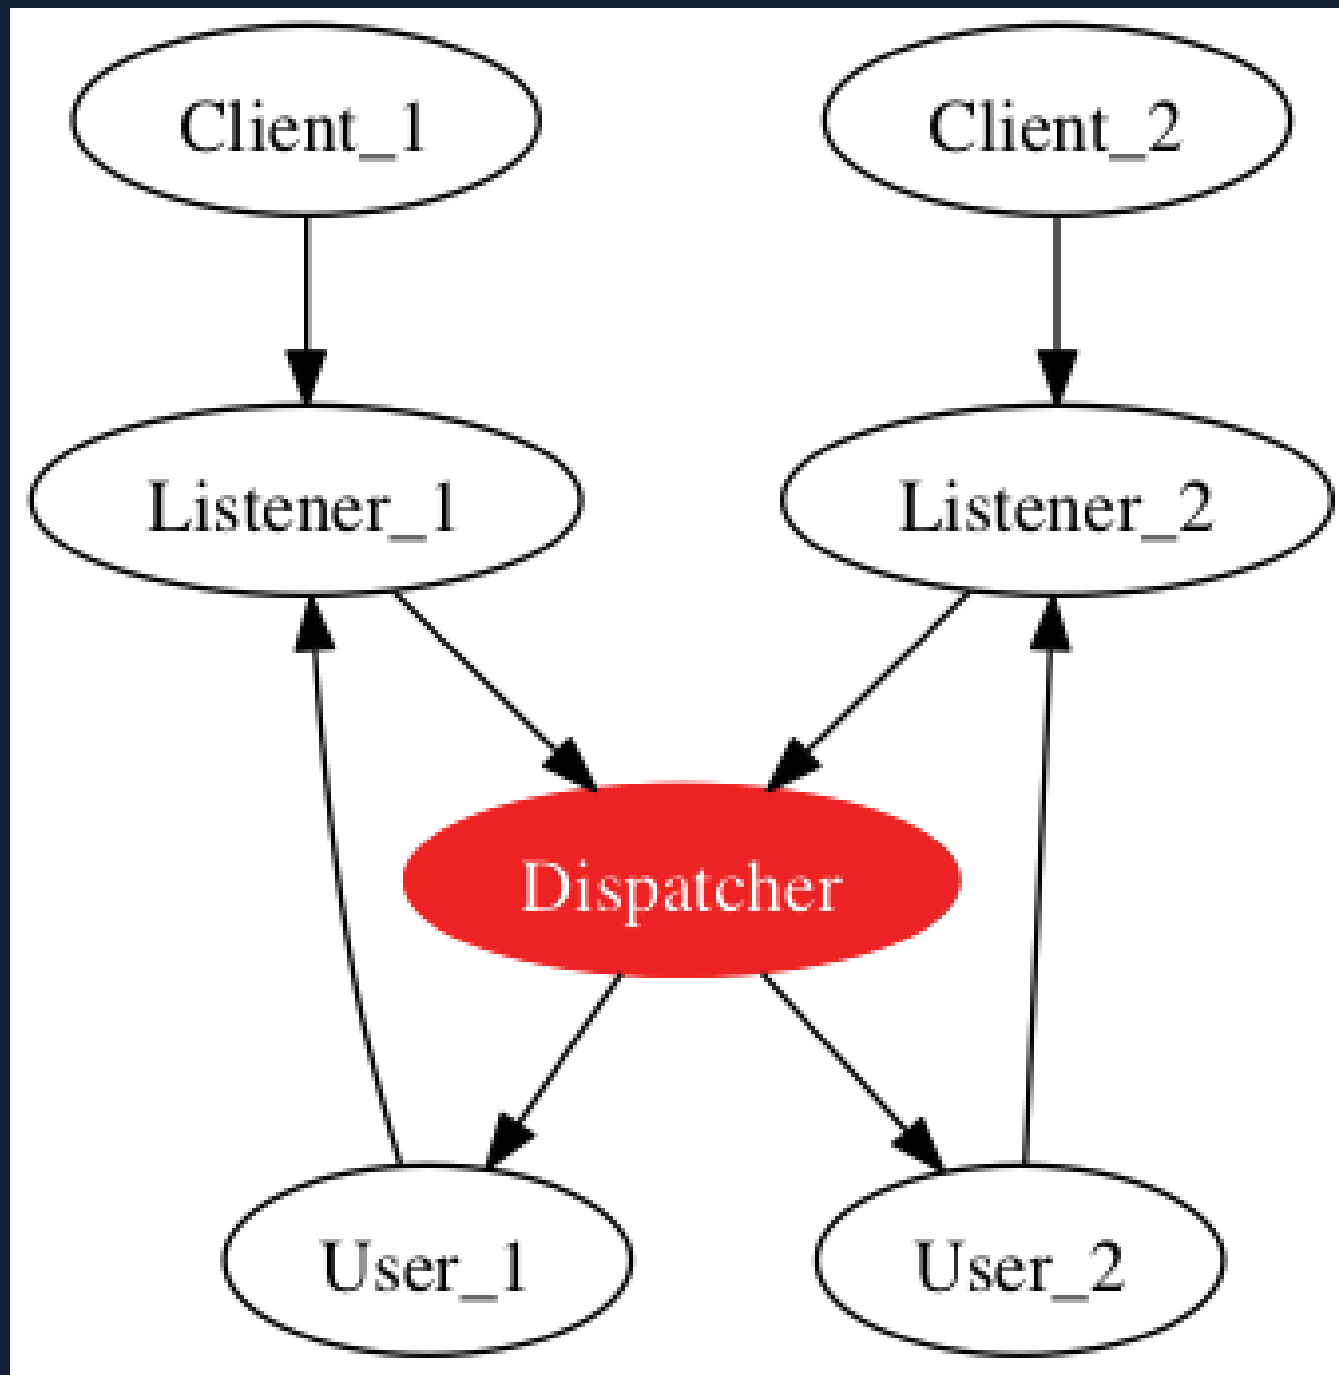 Client_1
Client_2
Listener_1
Listener_2
Dispatcher
User_1
User_2